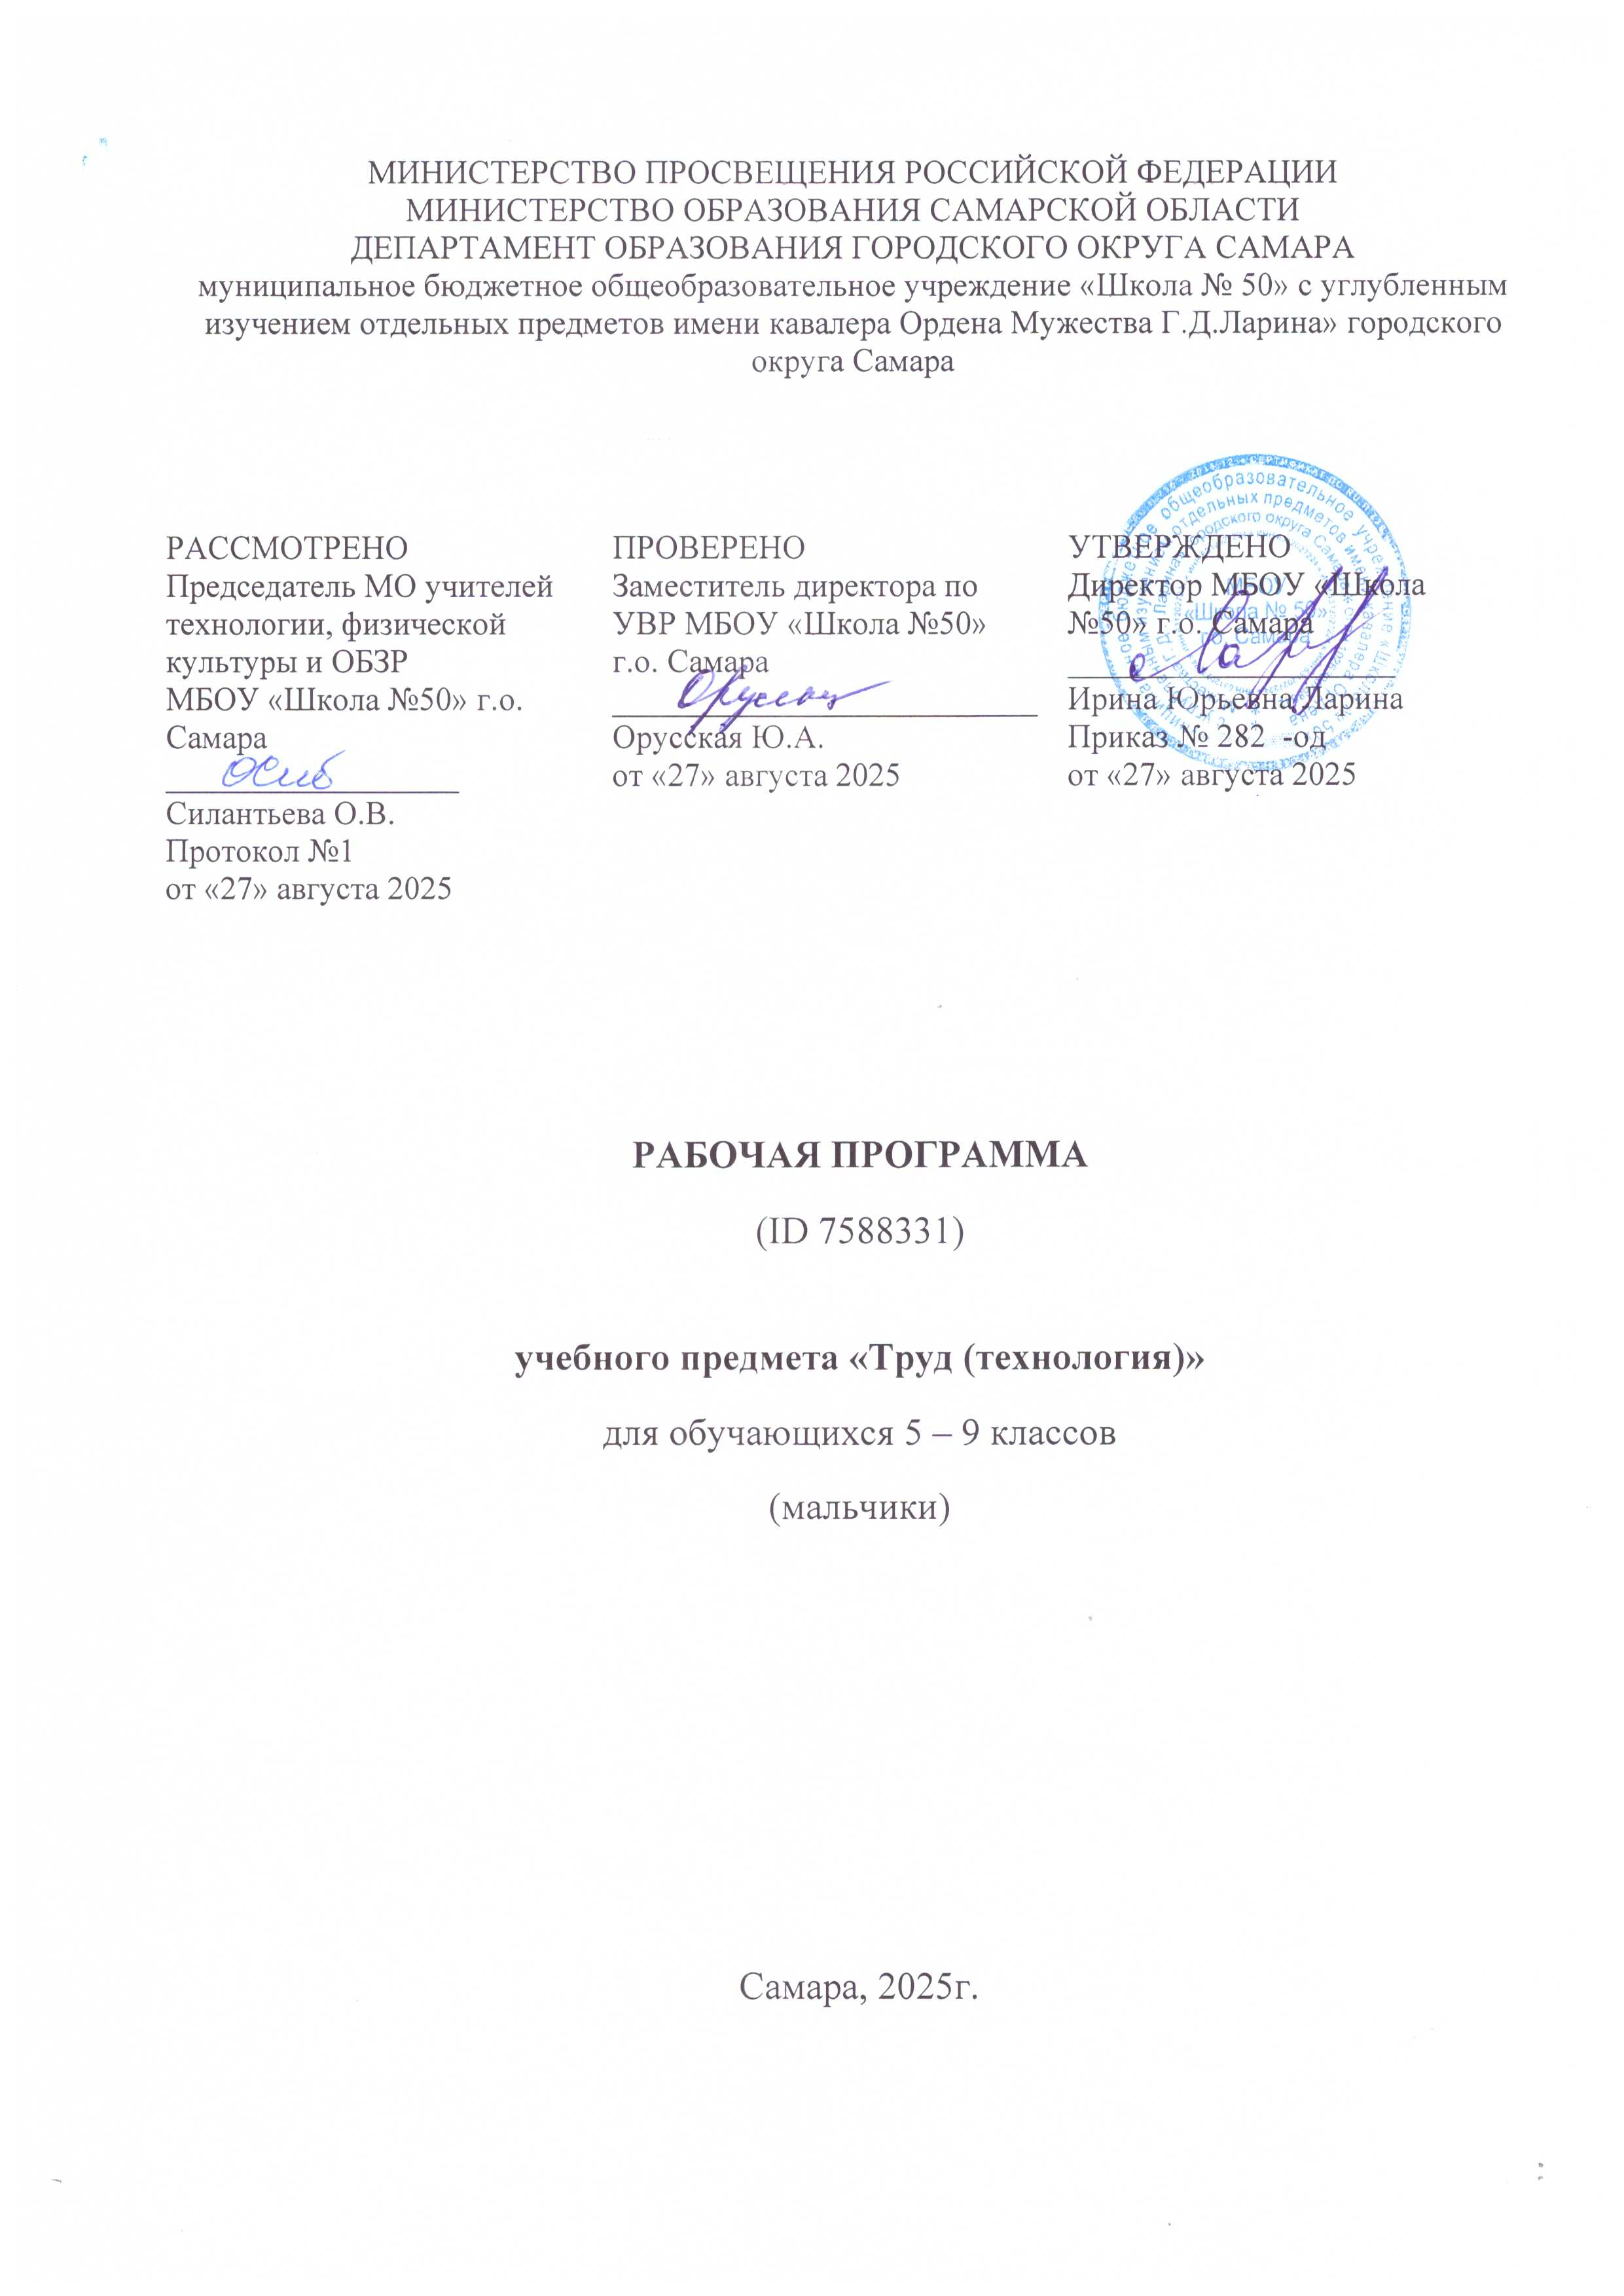 МИНИСТЕРСТВО ПРОСВЕЩЕНИЯ РОССИЙСКОЙ ФЕДЕРАЦИИ
МИНИСТЕРСТВО ОБРАЗОВАНИЯ САМАРСКОЙ ОБЛАСТИ
ДЕПАРТАМЕНТ ОБРАЗОВАНИЯ ГОРОДСКОГО ОКРУГА САМАРА
муниципальное бюджетное общеобразовательное учреждение «Школа № 50» с углубленным
изучением отдельных предметов имени кавалера Ордена Мужества Г.Д.Ларина» городского
округа Самара
РАССМОТРЕНО
Председатель МО учителей
технологии, физической
культуры и ОБЗР
МБОУ «Школа №50» г.о.
Самара
Силантьева О.В.
Протокол №1
от «27» августа 2025
ПРОВЕРЕНО
Заместитель директора по
УВР МБОУ «Школа №50»
г.о. Самара
Орусская Ю.А.
от «27» августа 2025
УТВЕРЖДЕНО
Директор МБОУ «Школа
№50» г.о. Самара
Ирина Юрьевна Ларина
Приказ № 282 -од
от «27» августа 2025
МБОУ
«Школа № 50»
г.о. Самара
РАБОЧАЯ ПРОГРАММА
(ID 7588331)
учебного предмета «Труд (технология)»
для обучающихся 5 – 9 классов
(мальчики)
Самара, 2025г.